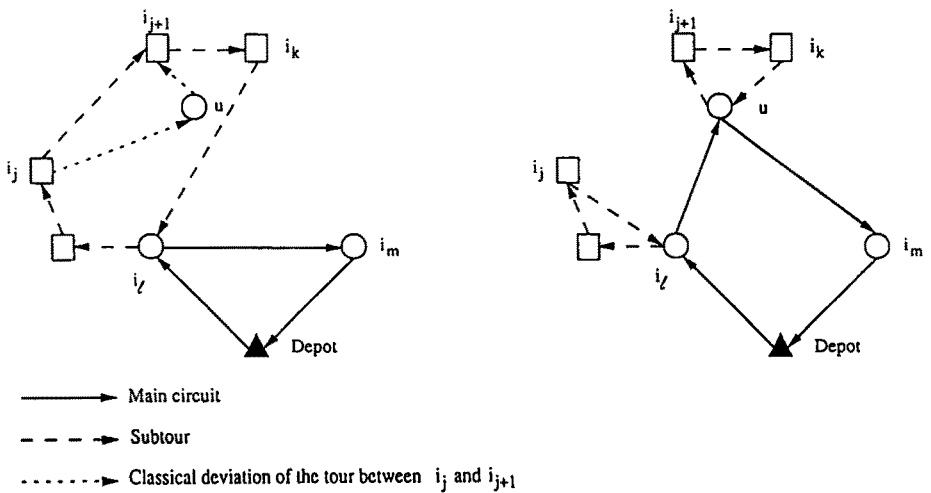 i_{j+1}
i_k
u
i_j
i_m
i_ℓ
Depot
i_{j+1}
i_k
u
i_j
i_m
i_ℓ
Depot
Main circuit
Subtour
Classical deviation of the tour between i_j and i_{j+1}